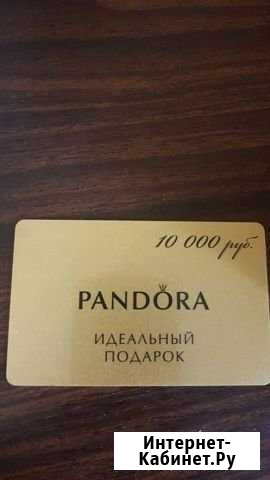 10 000 руб.
PANDORA
ИДЕАЛЬНЫЙ
ПОДАРОК
Интернет-
Кабинет.Ру